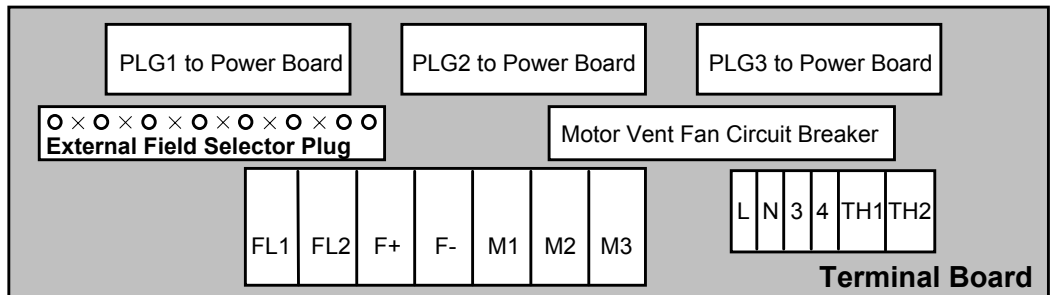 PLG1 to Power Board
PLG2 to Power Board
PLG3 to Power Board
External Field Selector Plug
Motor Vent Fan Circuit Breaker
FL1 FL2 F+ F- M1 M2 M3
L N 3 4 TH1 TH2
Terminal Board